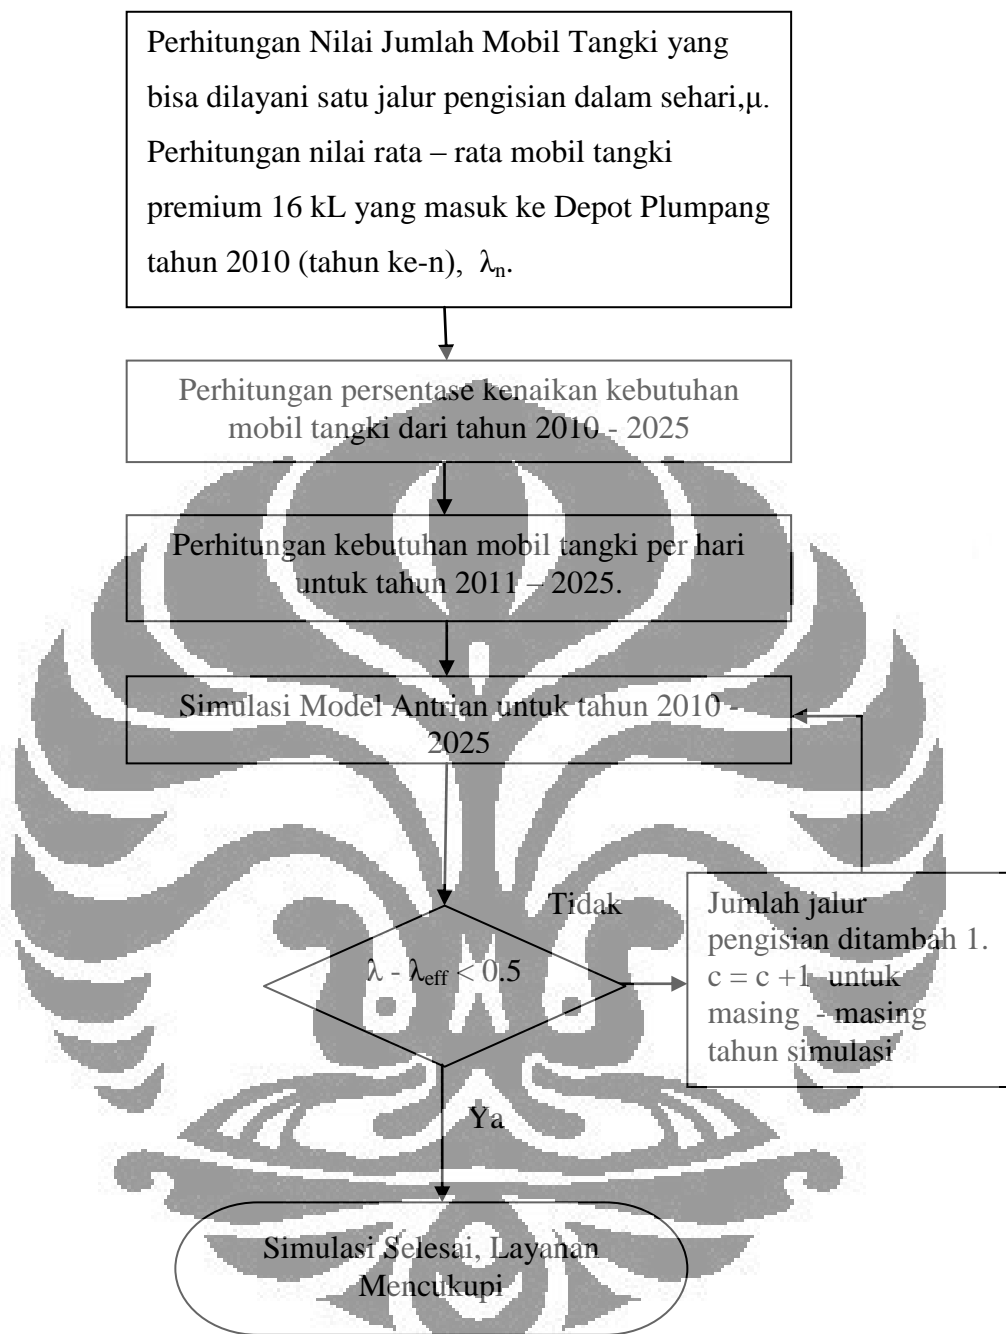 Perhitungan Nilai Jumlah Mobil Tangki yang
bisa dilayani satu jalur pengisian dalam sehari,μ.
Perhitungan nilai rata – rata mobil tangki
premium 16 kL yang masuk ke Depot Plumpang
tahun 2010 (tahun ke-n), λn.
Perhitungan persentase kenaikan kebutuhan
mobil tangki dari tahun 2010 - 2025
Perhitungan kebutuhan mobil tangki per hari
untuk tahun 2011 – 2025.
Simulasi Model Antrian untuk tahun 2010 -
2025
λ - λeff < 0.5
Tidak
Jumlah jalur
pengisian ditambah 1.
c = c +1 untuk
masing - masing
tahun simulasi
Ya
Simulasi Selesai, Layanan
Mencukupi